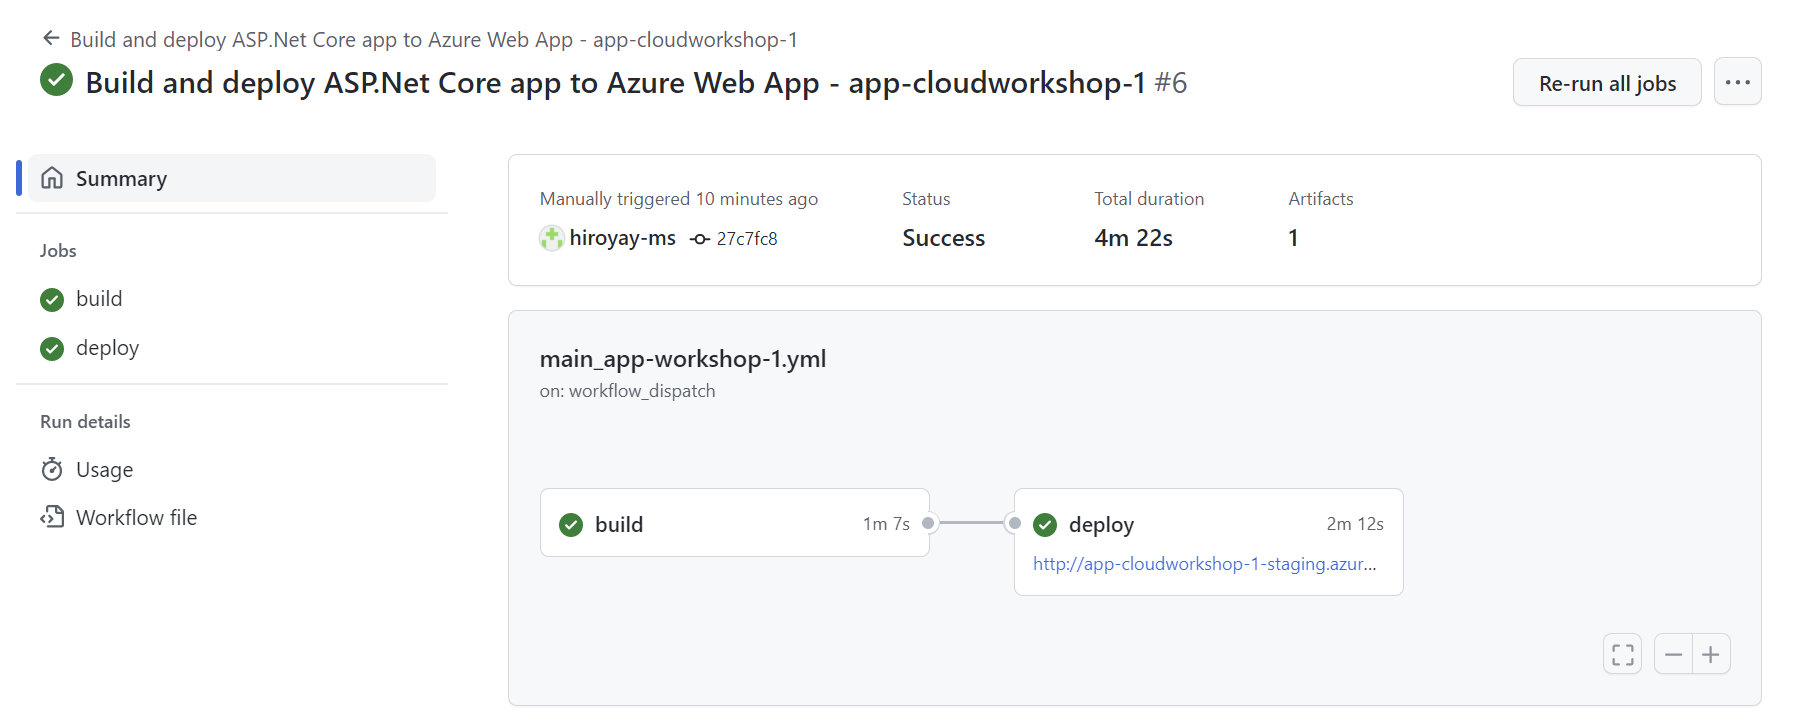 Build and deploy ASP.Net Core app to Azure Web App - app-cloudworkshop-1
Build and deploy ASP.Net Core app to Azure Web App - app-cloudworkshop-1 #6
Re-run all jobs
Summary
Jobs
build
deploy
Run details
Usage
Workflow file
Manually triggered 10 minutes ago
hiroyay-ms 27c7fc8
Status
Success
Total duration
4m 22s
Artifacts
1
main_app-workshop-1.yml
on: workflow_dispatch
build 1m 7s
deploy 2m 12s
http://app-cloudworkshop-1-staging.azur...